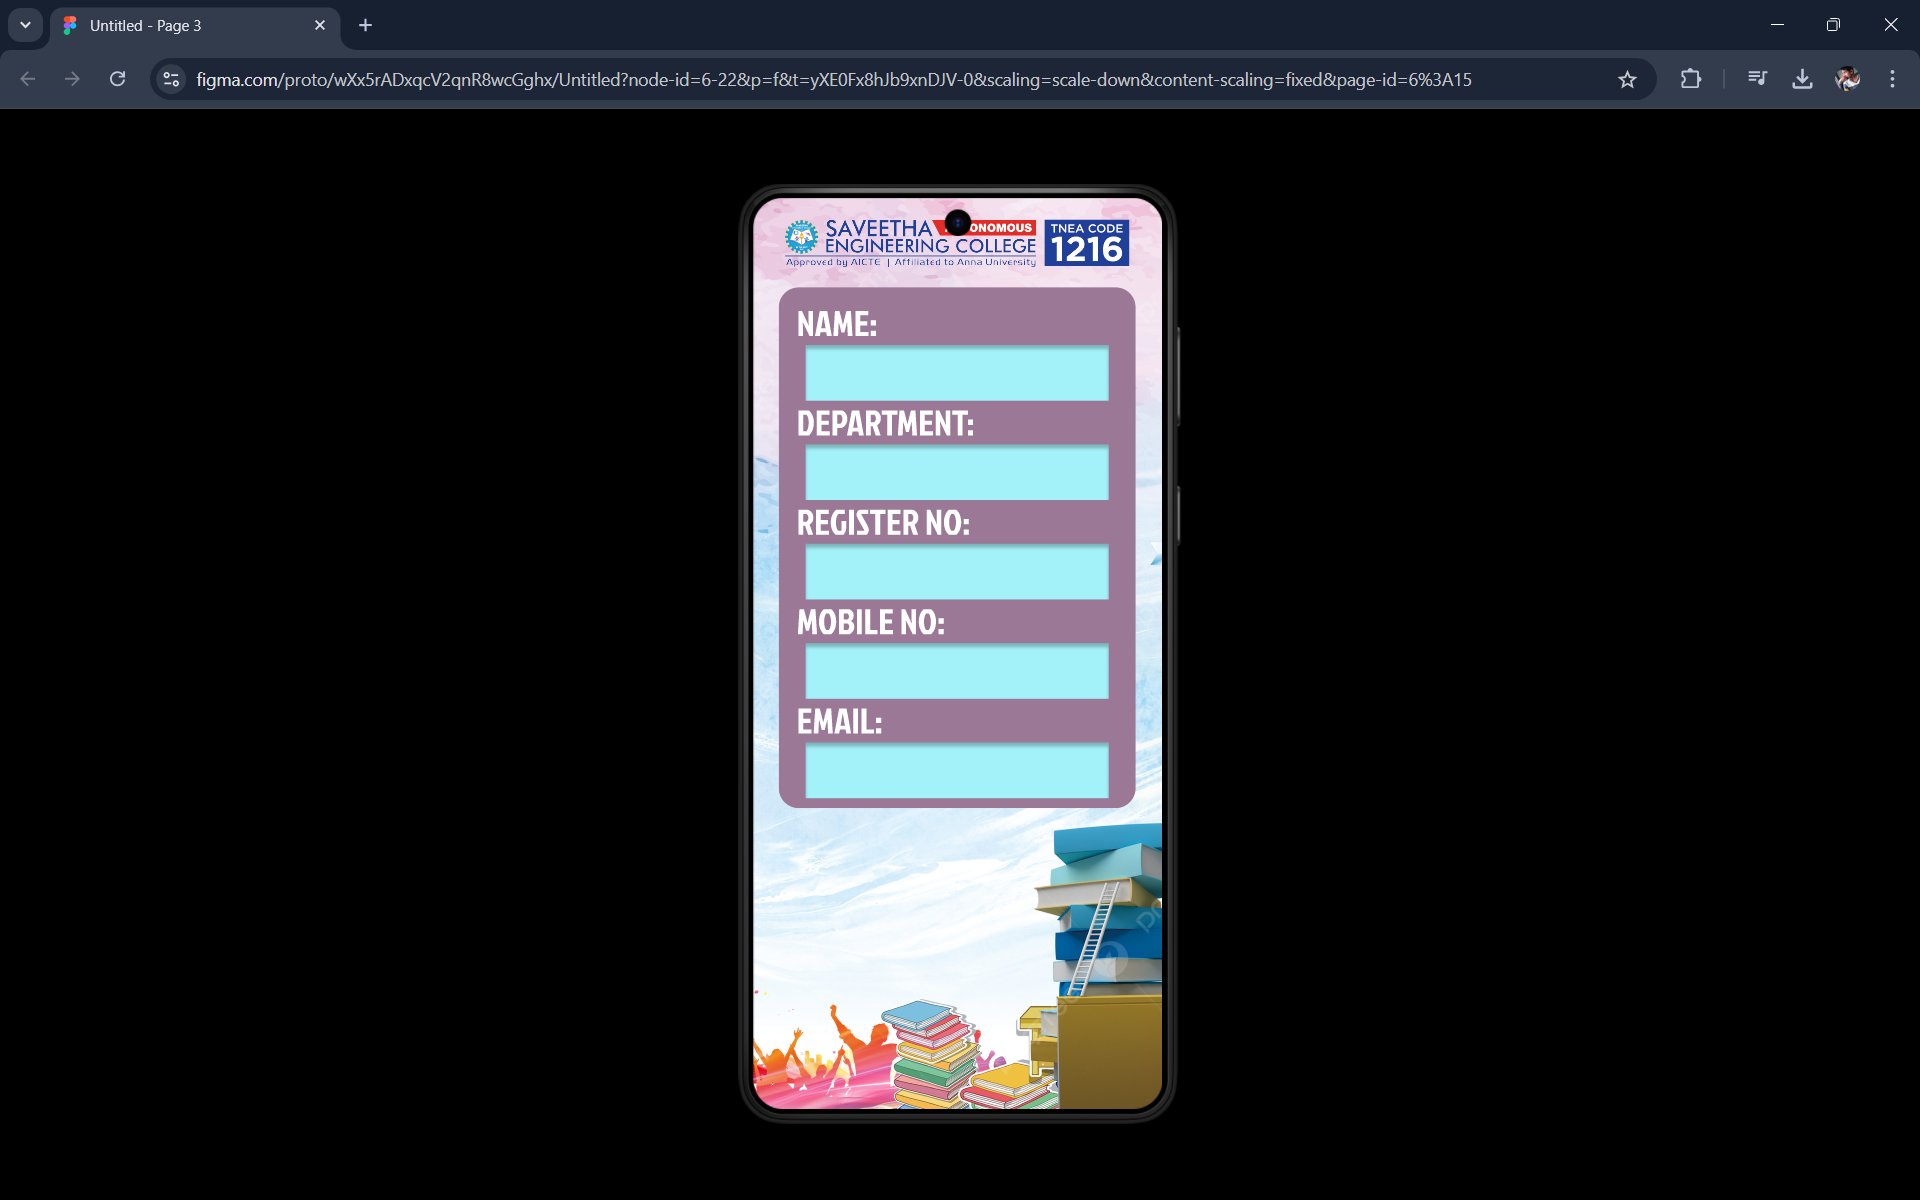 Untitled - Page 3
figma.com/proto/wXx5rADxqcV2qnR8wcGghx/Untitled?node-id=6-22&p=f&t=yXE0Fx8hJb9xnDJV-0&scaling=scale-down&content-scaling=fixed&page-id=6%3A15
SAVEETHA
ONOMOUS
ENGINEERING COLLEGE
Approved by AICTE | Affiliated to Anna University
TNEA CODE
1216
NAME:
DEPARTMENT:
REGISTER NO:
MOBILE NO:
EMAIL: